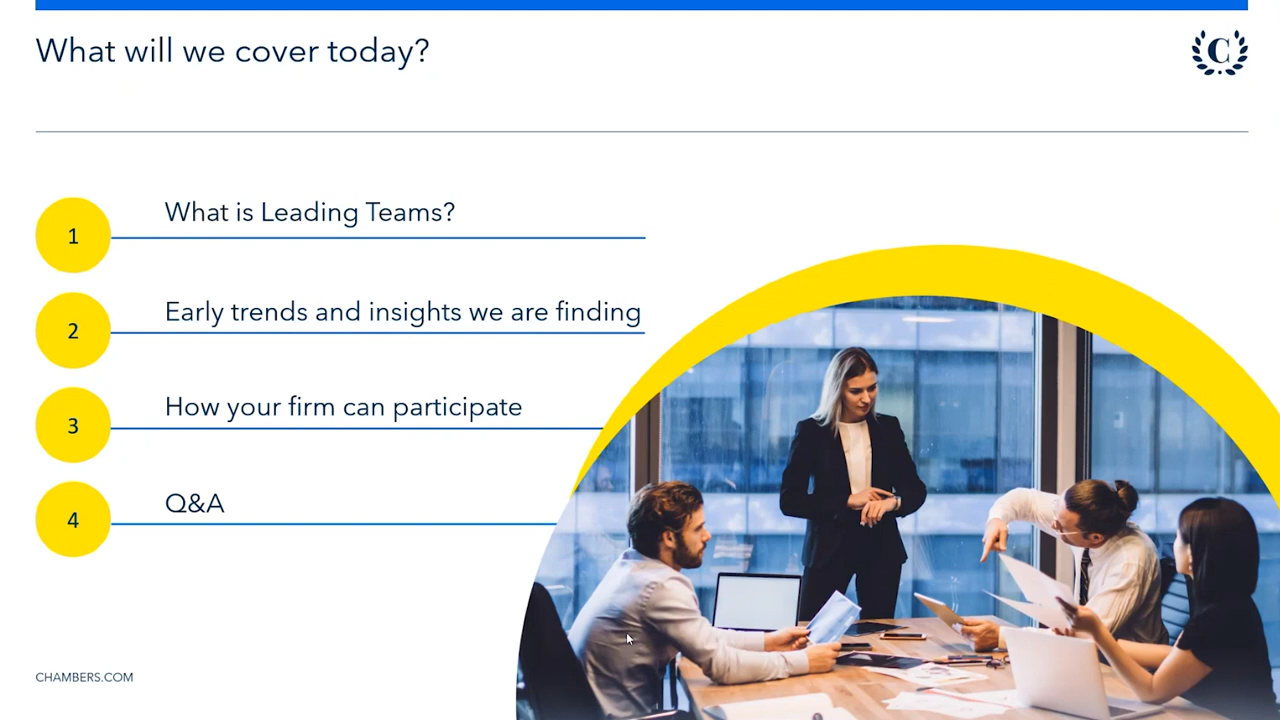 What will we cover today?
C
1
What is Leading Teams?
2
Early trends and insights we are finding
3
How your firm can participate
4
Q&A
CHAMBERS.COM